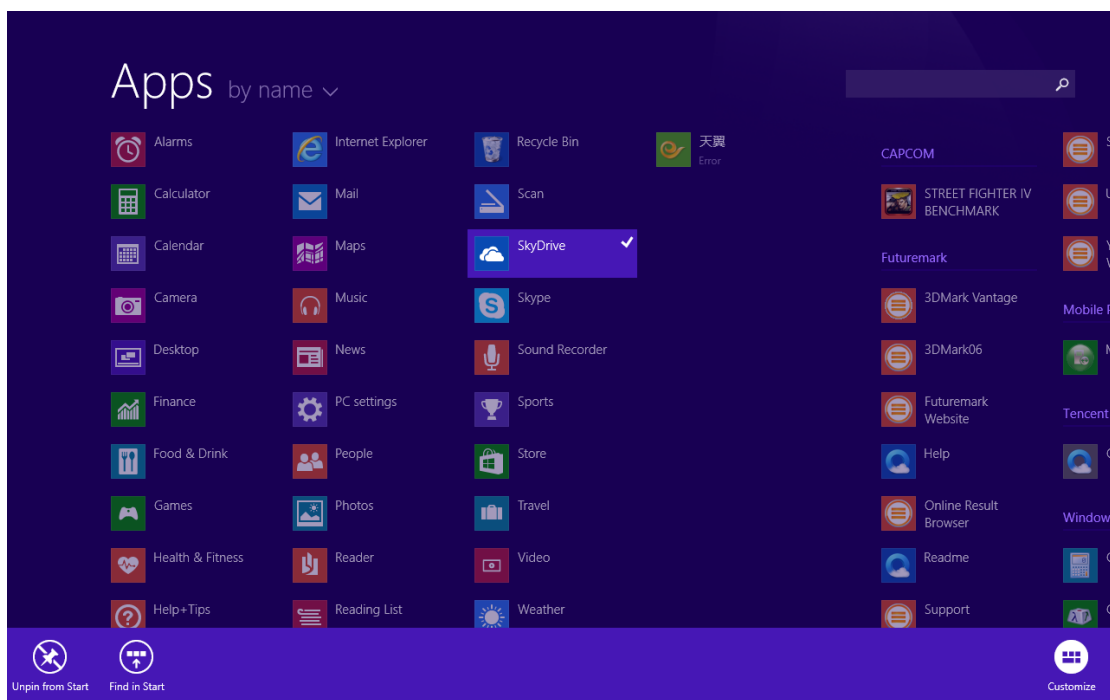 Apps by name
Alarms
Calculator
Calendar
Camera
Desktop
Finance
Food & Drink
Games
Health & Fitness
Help+Tips
Internet Explorer
Mail
Maps
Music
News
PC settings
People
Photos
Reader
Reading List
Recycle Bin
Scan
SkyDrive
Skype
Sound Recorder
Sports
Store
Travel
Video
Weather
天翼
Error
CAPCOM
STREET FIGHTER IV
BENCHMARK
Futuremark
3DMark Vantage
3DMark06
Futuremark
Website
Help
Online Result
Browser
Readme
Support
Mobile
Tencent
Window
Unpin from Start
Find in Start
Customize